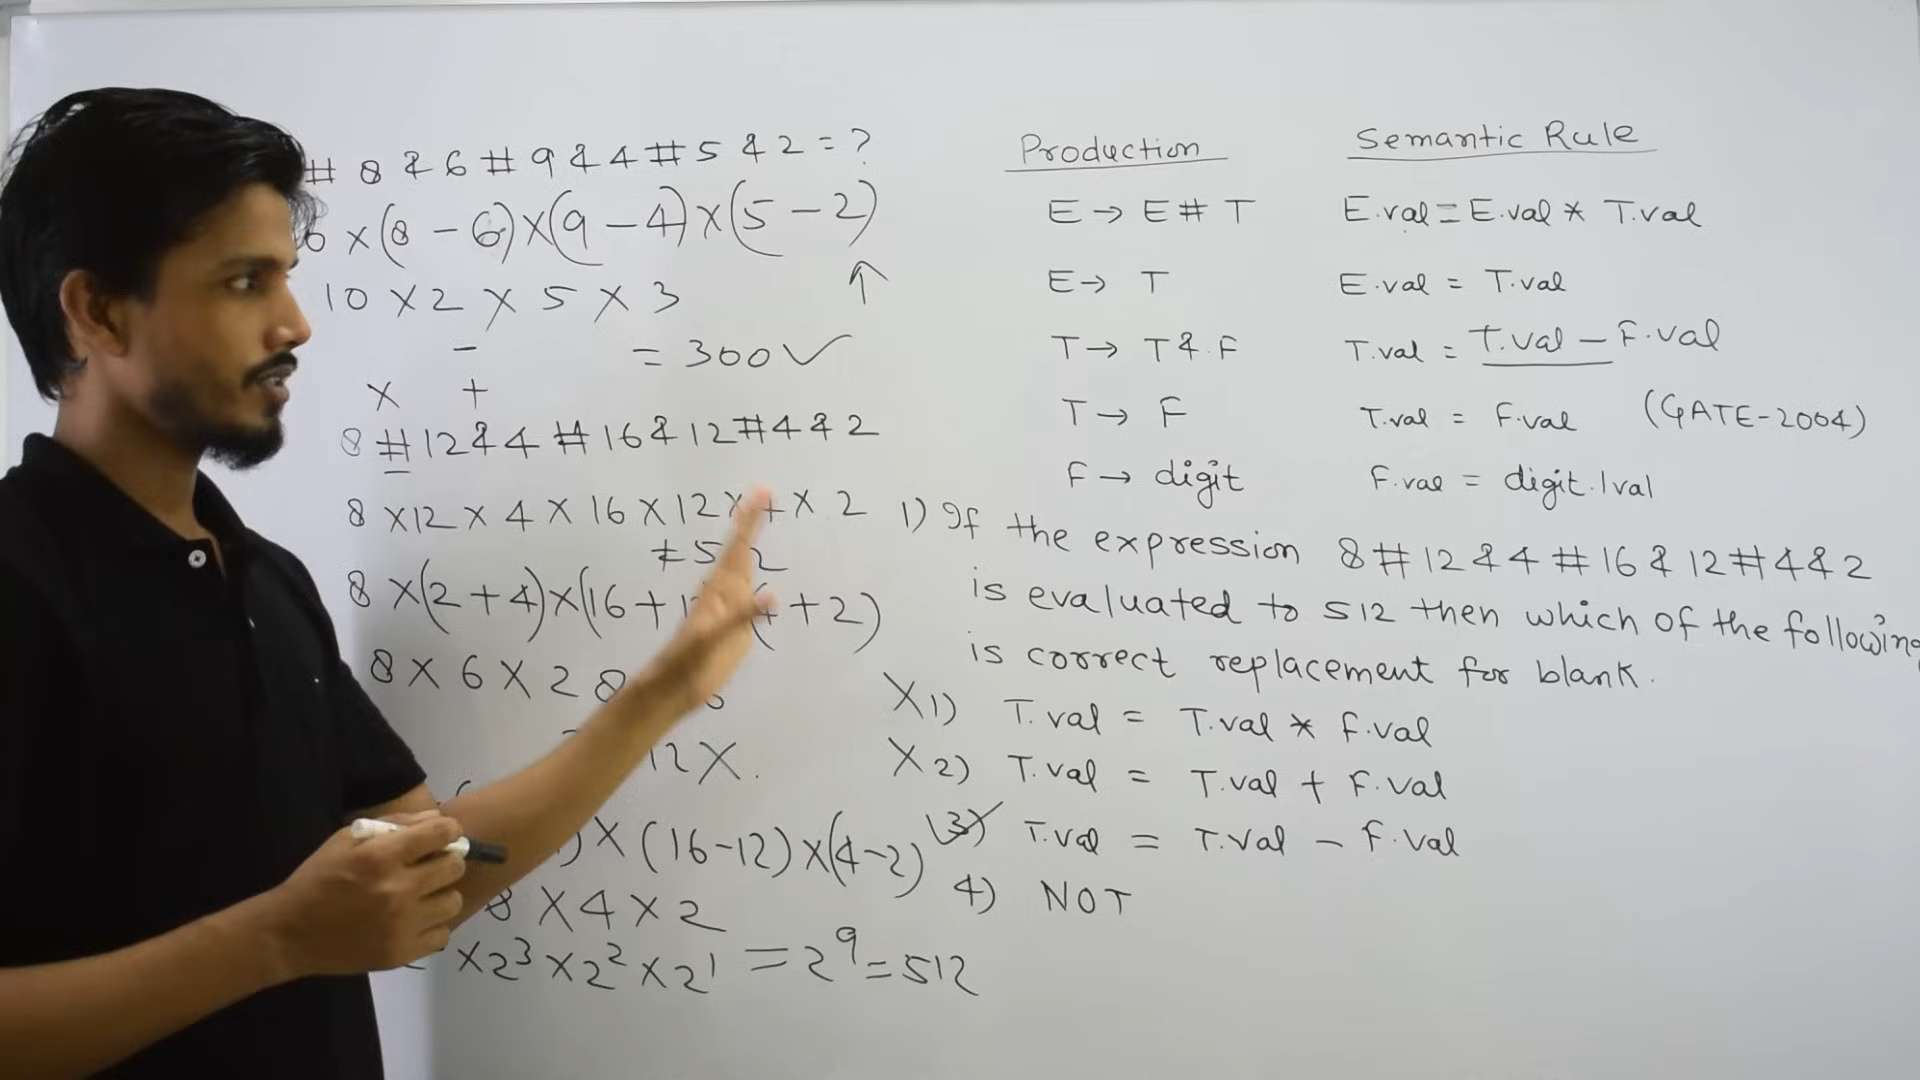 # 8 & 6 # 9 & 4 # 5 & 2 = ?
6 × (8 − 6) × (9 − 4) × (5 − 2)
10 × 2 × 5 × 3
−
= 300 ✓
× +
8 # 12 & 4 # 16 & 12 # 4 & 2
8 × 12 × 4 × 16 × 12 × 4 × 2
8 × (2 + 4) × (16 + + 2)
8 × 6 × 28
12 ×.
) × (16 − 12) × (4 − 2)
8 × 4 × 2
× 2³ × 2² × 2¹ = 2⁹ = 512
Production Semantic Rule
E → E # T E.val = E.val * T.val
E → T E.val = T.val
T → T & F T.val = T.val − F.val
T → F T.val = F.val (GATE-2004)
F → digit F.val = digit.lval
1) If the expression 8 # 12 & 4 # 16 & 12 # 4 & 2
is evaluated to 512 then which of the following
is correct replacement for blank.
X 1) T.val = T.val * F.val
X 2) T.val = T.val + F.val
3) T.val = T.val − F.val
4) NOT